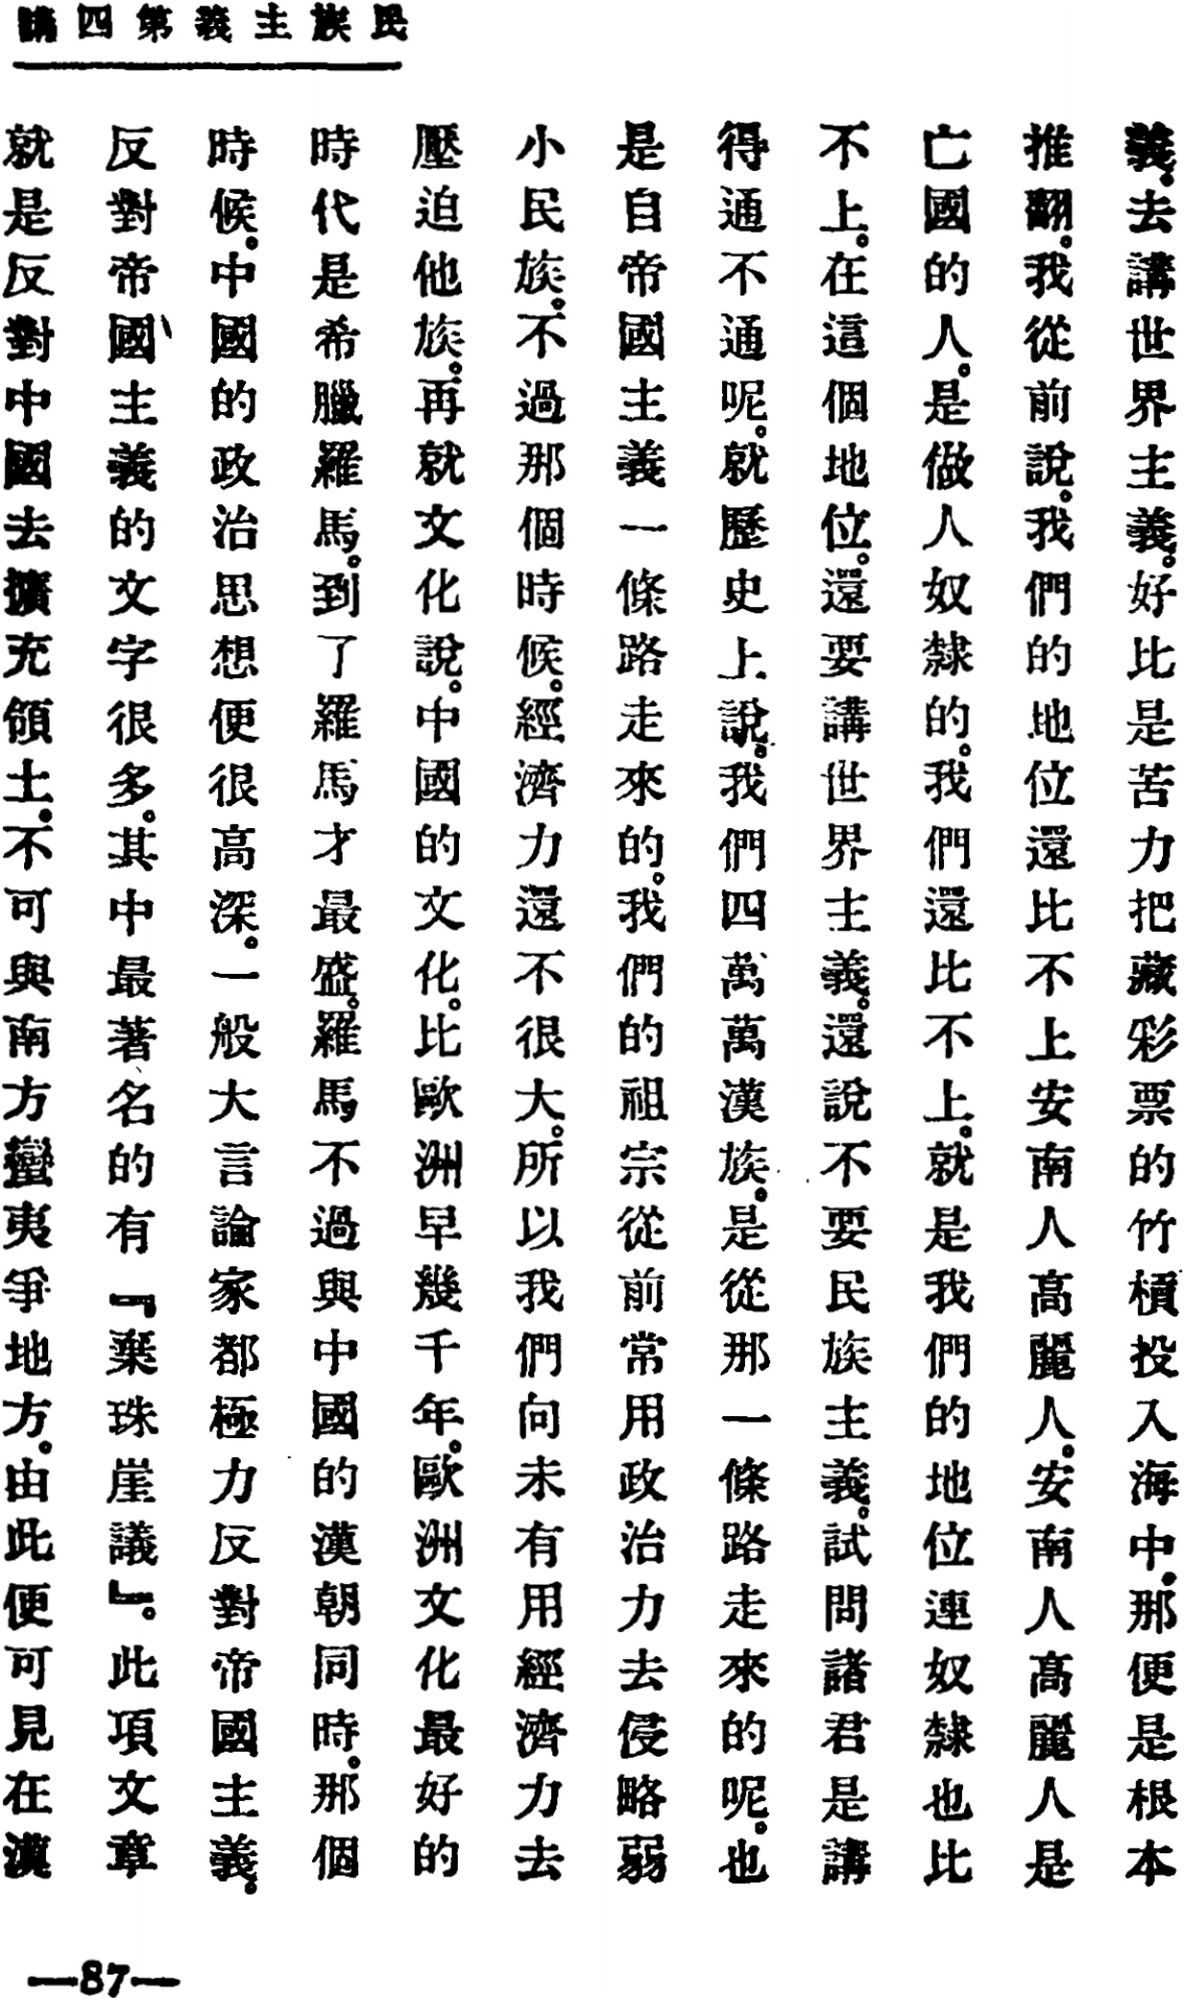 民族主義第四講
義。去講世界主義。好比是苦力把藏彩票的竹槓投入海中。那便是根本
推翻。我從前說。我們的地位還比不上安南人高麗人。安南人高麗人是
亡國的人。是做人奴隸的。我們還比不上。就是我們的地位連奴隸也比
不上。在這個地位。還要講世界主義。還說不要民族主義。試問諸君是講
得通不通呢。就歷史上說。我們四萬萬漢族。是從那一條路走來的呢。也
是自帝國主義一條路走來的。我們的祖宗從前常用政治力去侵略弱
小民族。不過那個時候。經濟力還不很大。所以我們向未有用經濟力去
壓迫他族。再就文化說。中國的文化。比歐洲早幾千年。歐洲文化最好的
時代是希臘羅馬。到了羅馬才最盛。羅馬不過與中國的漢朝同時。那個
時候。中國的政治思想便很高深。一般大言論家都極力反對帝國主義。
反對帝國主義的文字很多。其中最著名的有『棄珠崖議』。此項文章
就是反對中國去擴充領土。不可與南方蠻夷爭地方。由此便可見在漢
—87—